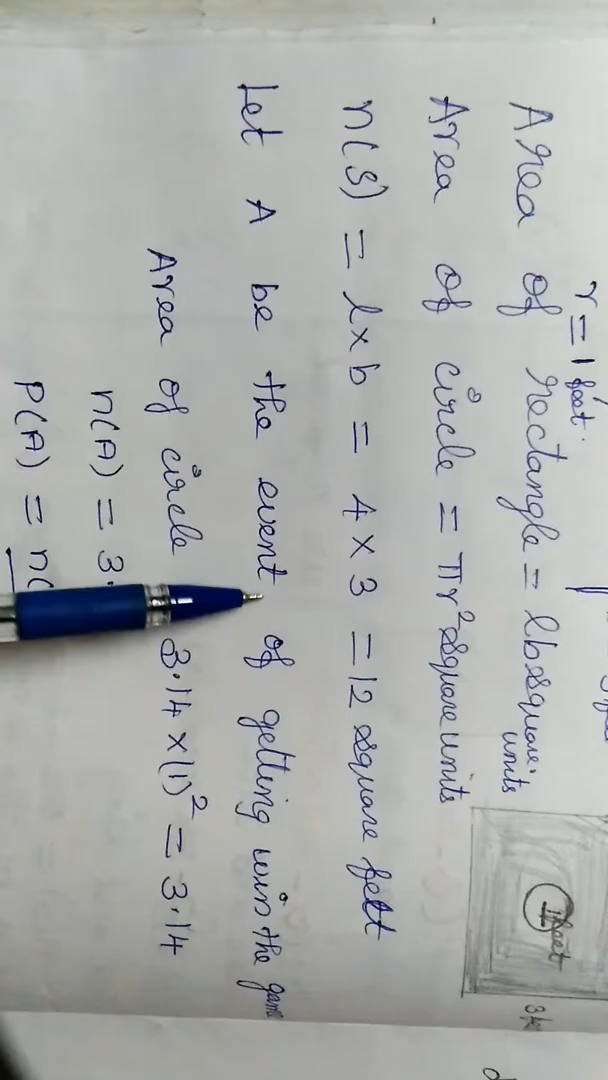 r = 1 feet.
Area of rectangle = lb square units
Area of circle = πr² square units
1 feet
n(S) = l × b = 4 × 3 = 12 square feet
Let A be the event of getting win the game
Area of circle 3.14 × (1)² = 3.14
n(A) = 3.
P(A) = n(